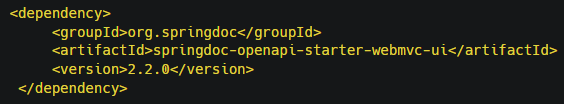 <dependency>
<groupId>org.springdoc</groupId>
<artifactId>springdoc-openapi-starter-webmvc-ui</artifactId>
<version>2.2.0</version>
</dependency>